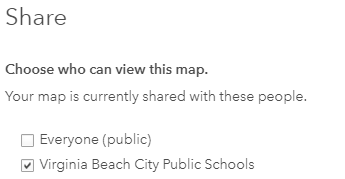 Share
Choose who can view this map.
Your map is currently shared with these people.
Everyone (public)
Virginia Beach City Public Schools